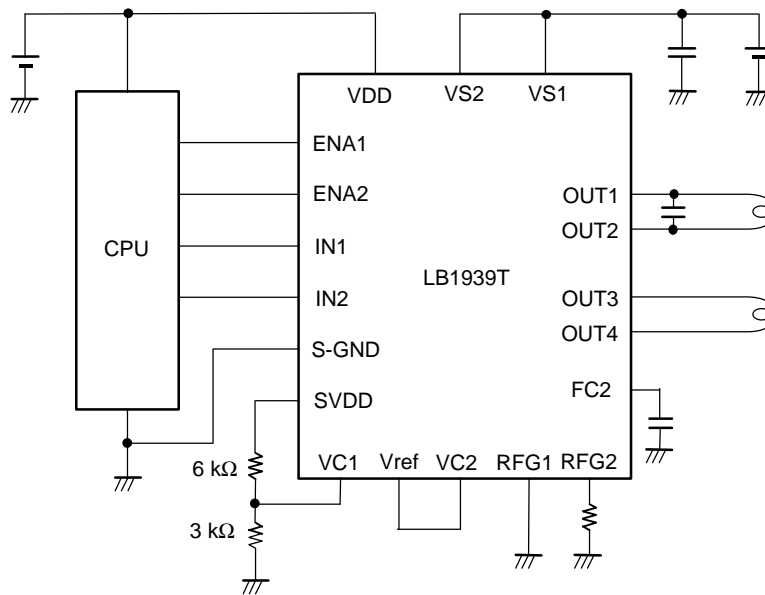 VDD
VS2
VS1
ENA1
ENA2
IN1
IN2
S-GND
SVDD
CPU
LB1939T
OUT1
OUT2
OUT3
OUT4
FC2
VC1
Vref
VC2
RFG1
RFG2
6 kΩ
3 kΩ